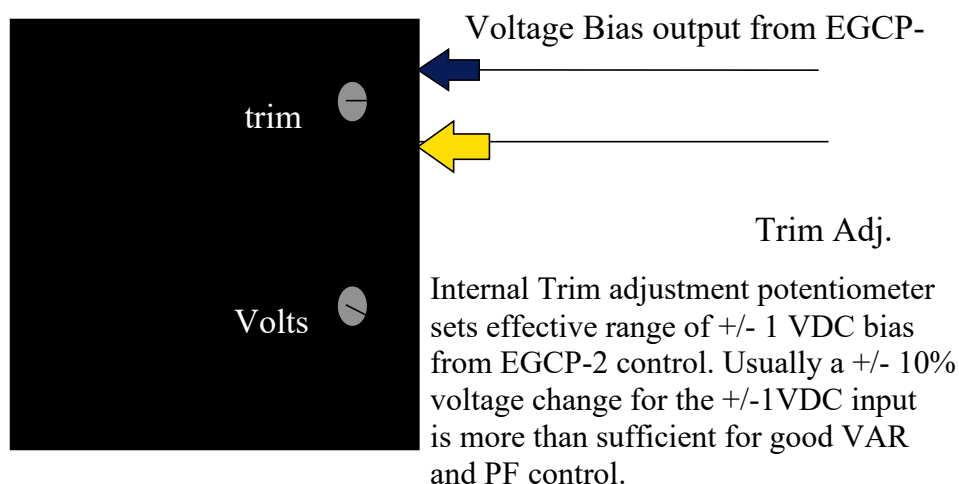 Voltage Bias output from EGCP-
trim
Trim Adj.
Volts
Internal Trim adjustment potentiometer
sets effective range of +/- 1 VDC bias
from EGCP-2 control. Usually a +/- 10%
voltage change for the +/-1VDC input
is more than sufficient for good VAR
and PF control.